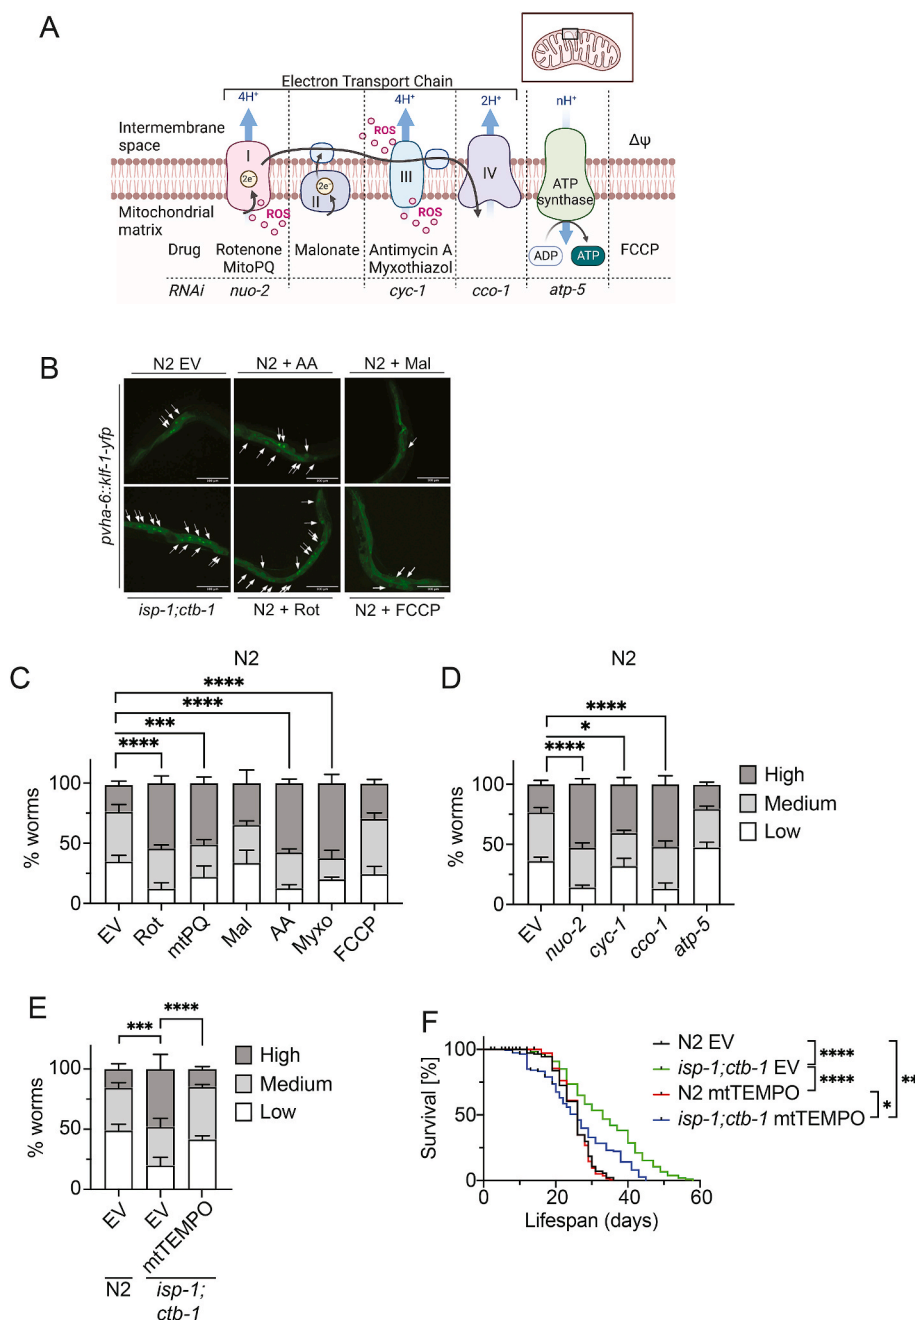 A
Electron Transport Chain
4H⁺ 4H⁺ 2H⁺ nH⁺
Intermembrane
space
ROS
Δψ
I
2e⁻
II
2e⁻
III
IV
ATP
synthase
Mitochondrial
matrix
ROS
ROS
ADP ATP
Drug Rotenone Malonate Antimycin A FCCP
MitoPQ Myxothiazol
RNAi nuo-2 cyc-1 cco-1 atp-5
B
N2 EV N2 + AA N2 + Mal
pvha-6::klf-1-yfp
isp-1;ctb-1 N2 + Rot N2 + FCCP
C
N2
****
****
***
****
% worms
100
50
0
EV Rot mtPQ Mal AA Myxo FCCP
D
N2
****
*
****
% worms
100
50
0
High
Medium
Low
EV nuo-2 cyc-1 cco-1 atp-5
E
*** ****
% worms
100
50
0
High
Medium
Low
EV EV mtTEMPO
N2 isp-1;
ctb-1
F
Survival [%]
100
50
0
0 20 40 60
Lifespan (days)
N2 EV
isp-1;ctb-1 EV
N2 mtTEMPO
isp-1;ctb-1 mtTEMPO
****
****
*
**